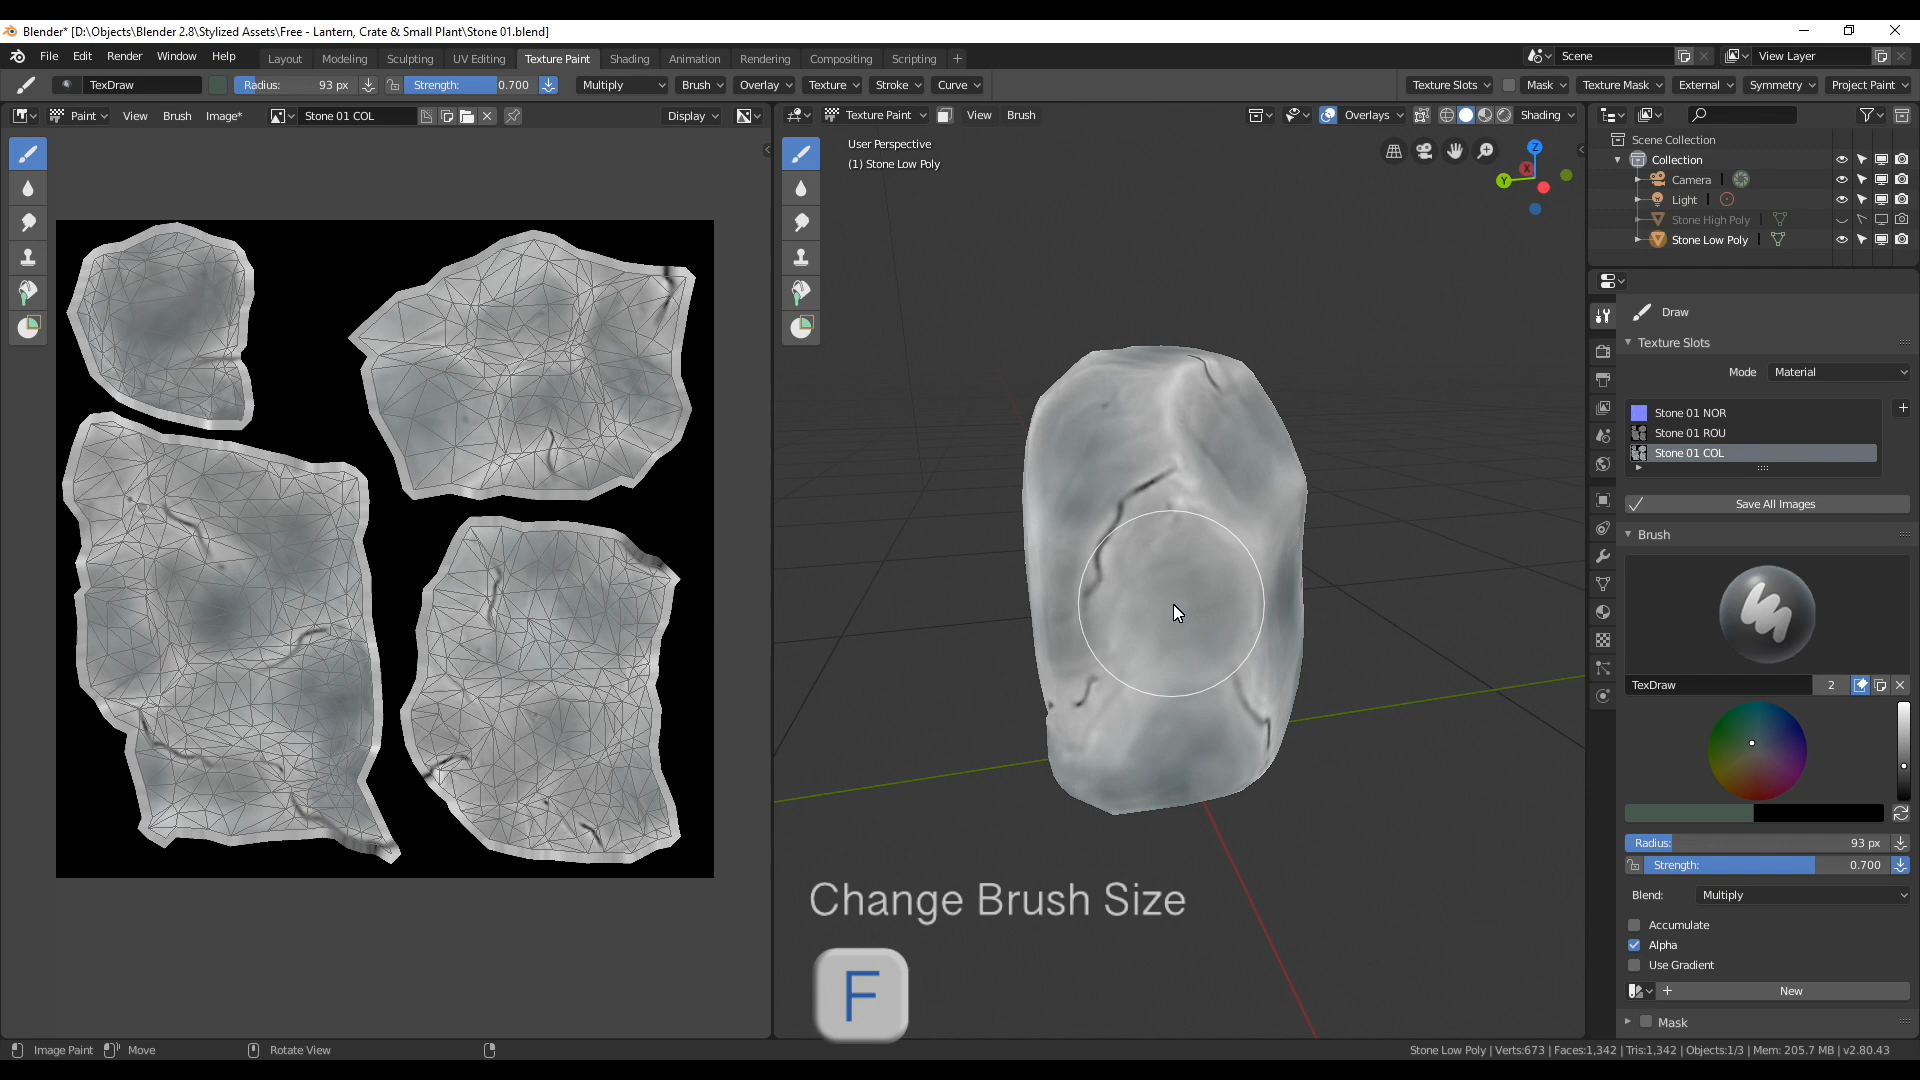 Blender* [D:\Objects\Blender 2.8\Stylized Assets\Free - Lantern, Crate & Small Plant\Stone 01.blend]
File Edit Render Window Help Layout Modeling Sculpting UV Editing Texture Paint Shading Animation Rendering Compositing Scripting + Scene View Layer
TexDraw Radius: 93 px Strength: 0.700 Multiply Brush Overlay Texture Stroke Curve Texture Slots Mask Texture Mask External Symmetry Project Paint
Paint View Brush Image* Stone 01 COL Display Texture Paint View Brush Overlays Shading
User Perspective
(1) Stone Low Poly
Z
X
Y
Scene Collection
Collection
Camera
Light
Stone High Poly
Stone Low Poly
Draw
Texture Slots
Mode Material
Stone 01 NOR
Stone 01 ROU
Stone 01 COL
Save All Images
Brush
TexDraw 2
Radius: 93 px
Strength: 0.700
Blend: Multiply
Accumulate
Alpha
Use Gradient
New
Mask
Change Brush Size
F
Image Paint Move Rotate View Stone Low Poly | Verts:673 | Faces:1,342 | Tris:1,342 | Objects:1/3 | Mem: 205.7 MB | v2.80.43